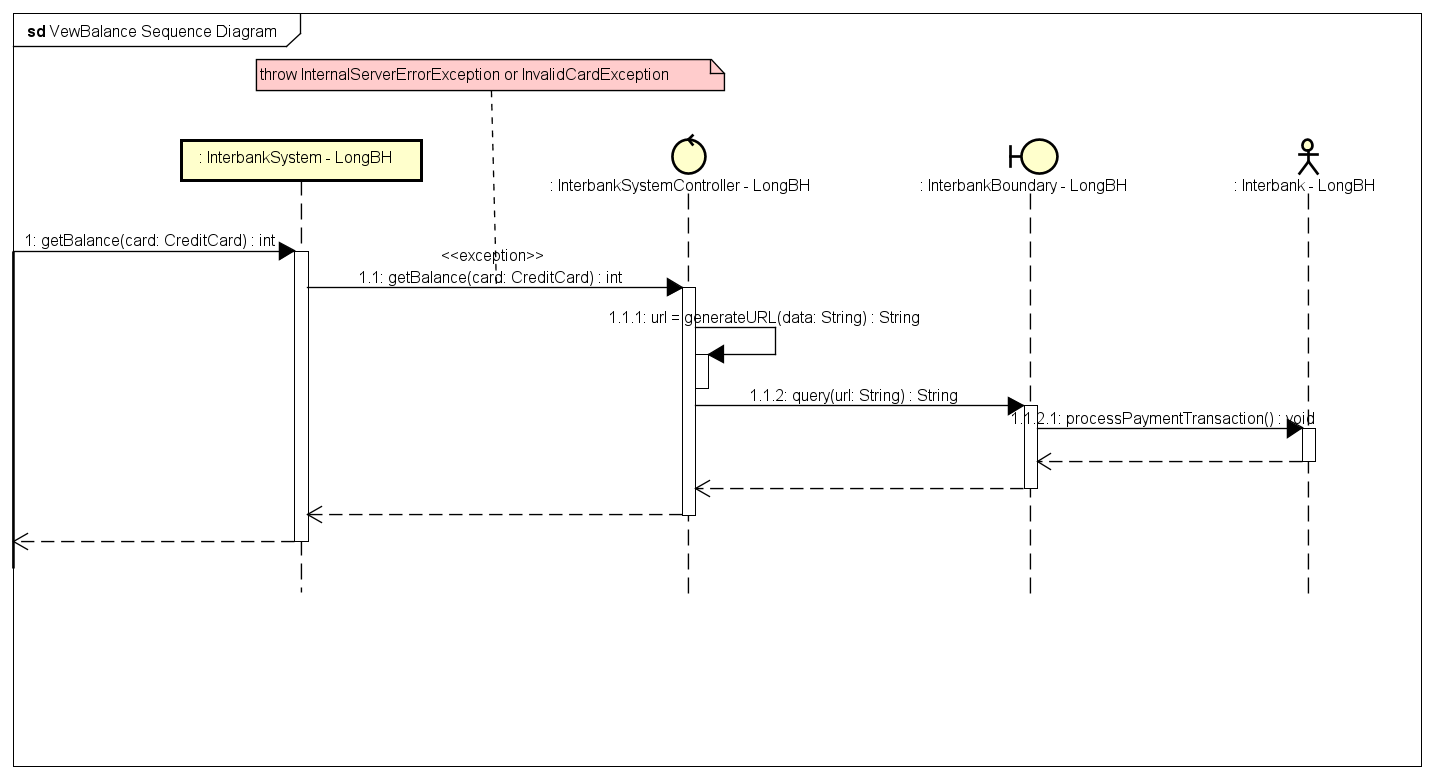 sd VewBalance Sequence Diagram
throw InternalServerErrorException or InvalidCardException
: InterbankSystem - LongBH
: InterbankSystemController - LongBH
: InterbankBoundary - LongBH
: Interbank - LongBH
1: getBalance(card: CreditCard) : int
<<exception>>
1.1: getBalance(card: CreditCard) : int
1.1.1: url = generateURL(data: String) : String
1.1.2: query(url: String) : String
1.1.2.1: processPaymentTransaction() : void